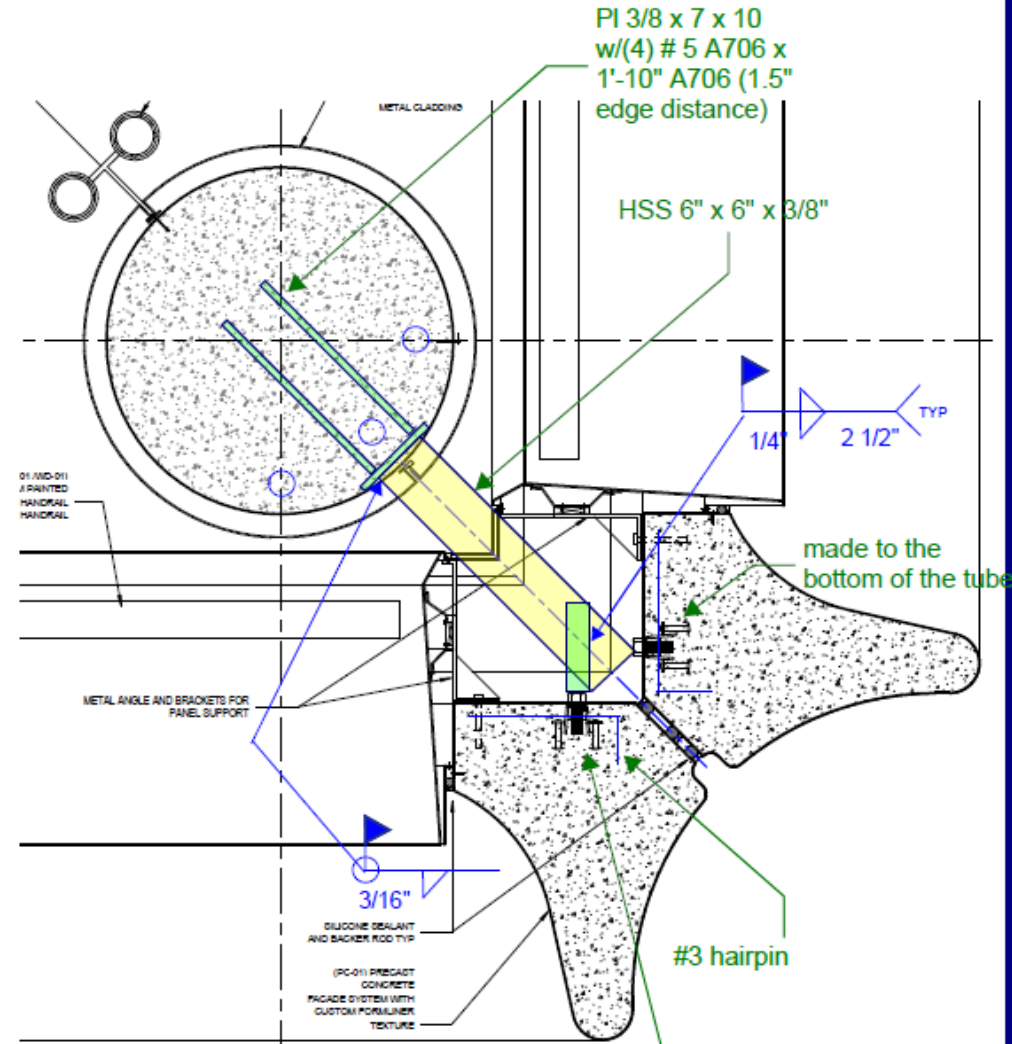 Pl 3/8 x 7 x 10
w/(4) # 5 A706 x
1'-10" A706 (1.5"
edge distance)
METAL CLADDING
HSS 6" x 6" x 3/8"
TYP
1/4"
2 1/2"
01 /WD-01)
/ PAINTED
HANDRAIL
HANDRAIL
made to the
bottom of the tube
METAL ANGLE AND BRACKETS FOR
PANEL SUPPORT
3/16"
SILICONE SEALANT
AND BACKER ROD TYP
#3 hairpin
(PC-01) PRECAST
CONCRETE
FACADE SYSTEM WITH
CUSTOM FORMLINER
TEXTURE